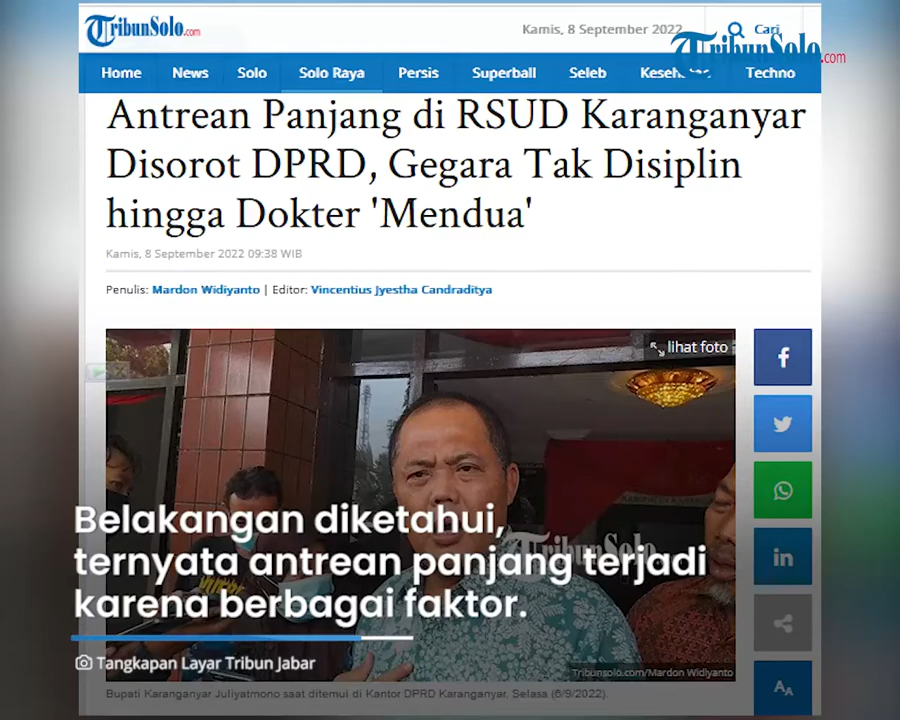 TribunSolo.com
Kamis, 8 September 2022
Cari
TribunSolo.com
Home News Solo Solo Raya Persis Superball Seleb Techno
Antrean Panjang di RSUD Karanganyar
Disorot DPRD, Gegara Tak Disiplin
hingga Dokter 'Mendua'
Kamis, 8 September 2022 09:38 WIB
Penulis: Mardon Widiyanto | Editor: Vincentius Jyestha Candraditya
lihat foto
TribunSolo
Belakangan diketahui,
ternyata antrean panjang terjadi
karena berbagai faktor.
Tangkapan Layar Tribun Jabar
Tribunsolo.com/Mardon Widiyanto
Bupati Karanganyar Juliyatmono saat ditemui di Kantor DPRD Karanganyar, Selasa (6/9/2022).
AA